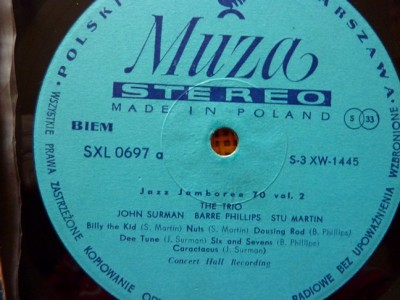 POLSKI
WARSZAWA
Muza
STEREO
MADE IN POLAND
BIEM
S 33
SXL 0697 a
S-3 XW-1445
Jazz Jamboree 70 vol. 2
THE TRIO
JOHN SURMAN BARRE PHILLIPS STU MARTIN
Billy the Kid (S. Martin) Nuts (S. Martin) Dousing Rod (B. Phillips)
Dee Tune (J. Surman) Six and Sevens (B. Phillips)
Caractacus (J. Surman)
Concert Hall Recording
WSZYSTKIE PRAWA ZASTRZEŻONE KOPIOWANIE
RADIOWE BEZ UPOWAŻNIENIA WZBRONIONE